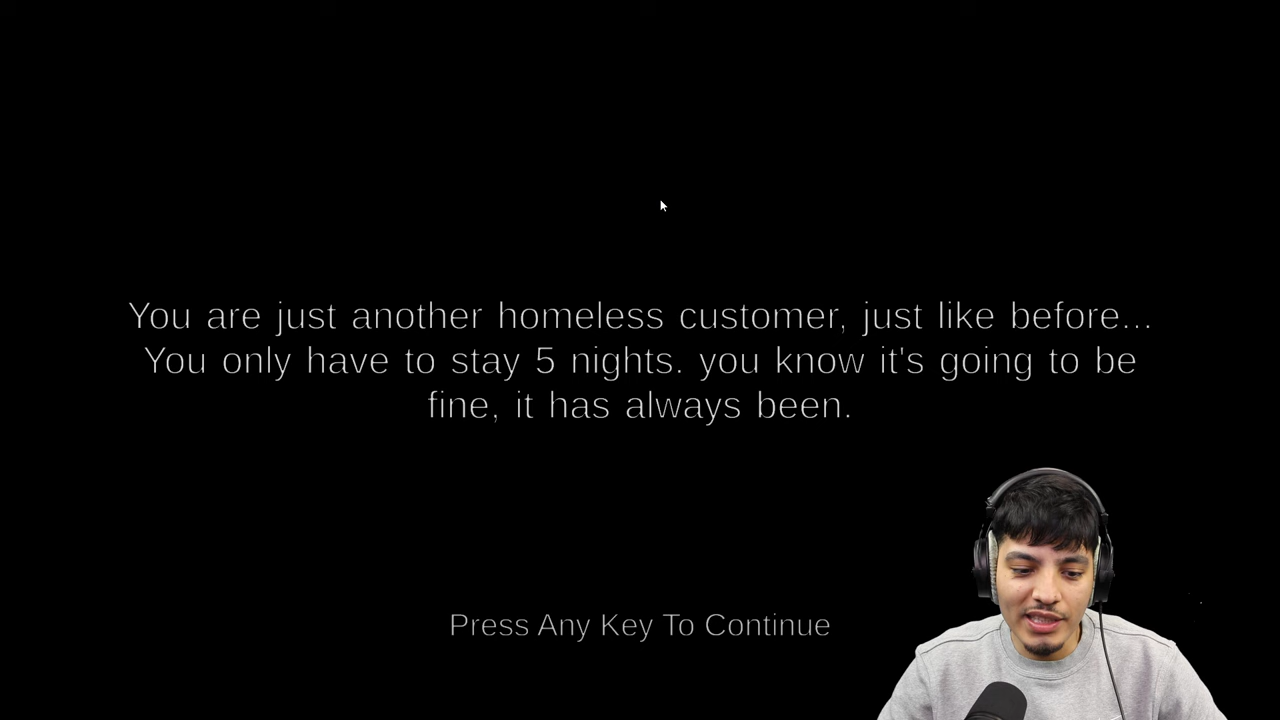 You are just another homeless customer, just like before...
You only have to stay 5 nights. you know it's going to be
fine, it has always been.
Press Any Key To Continue